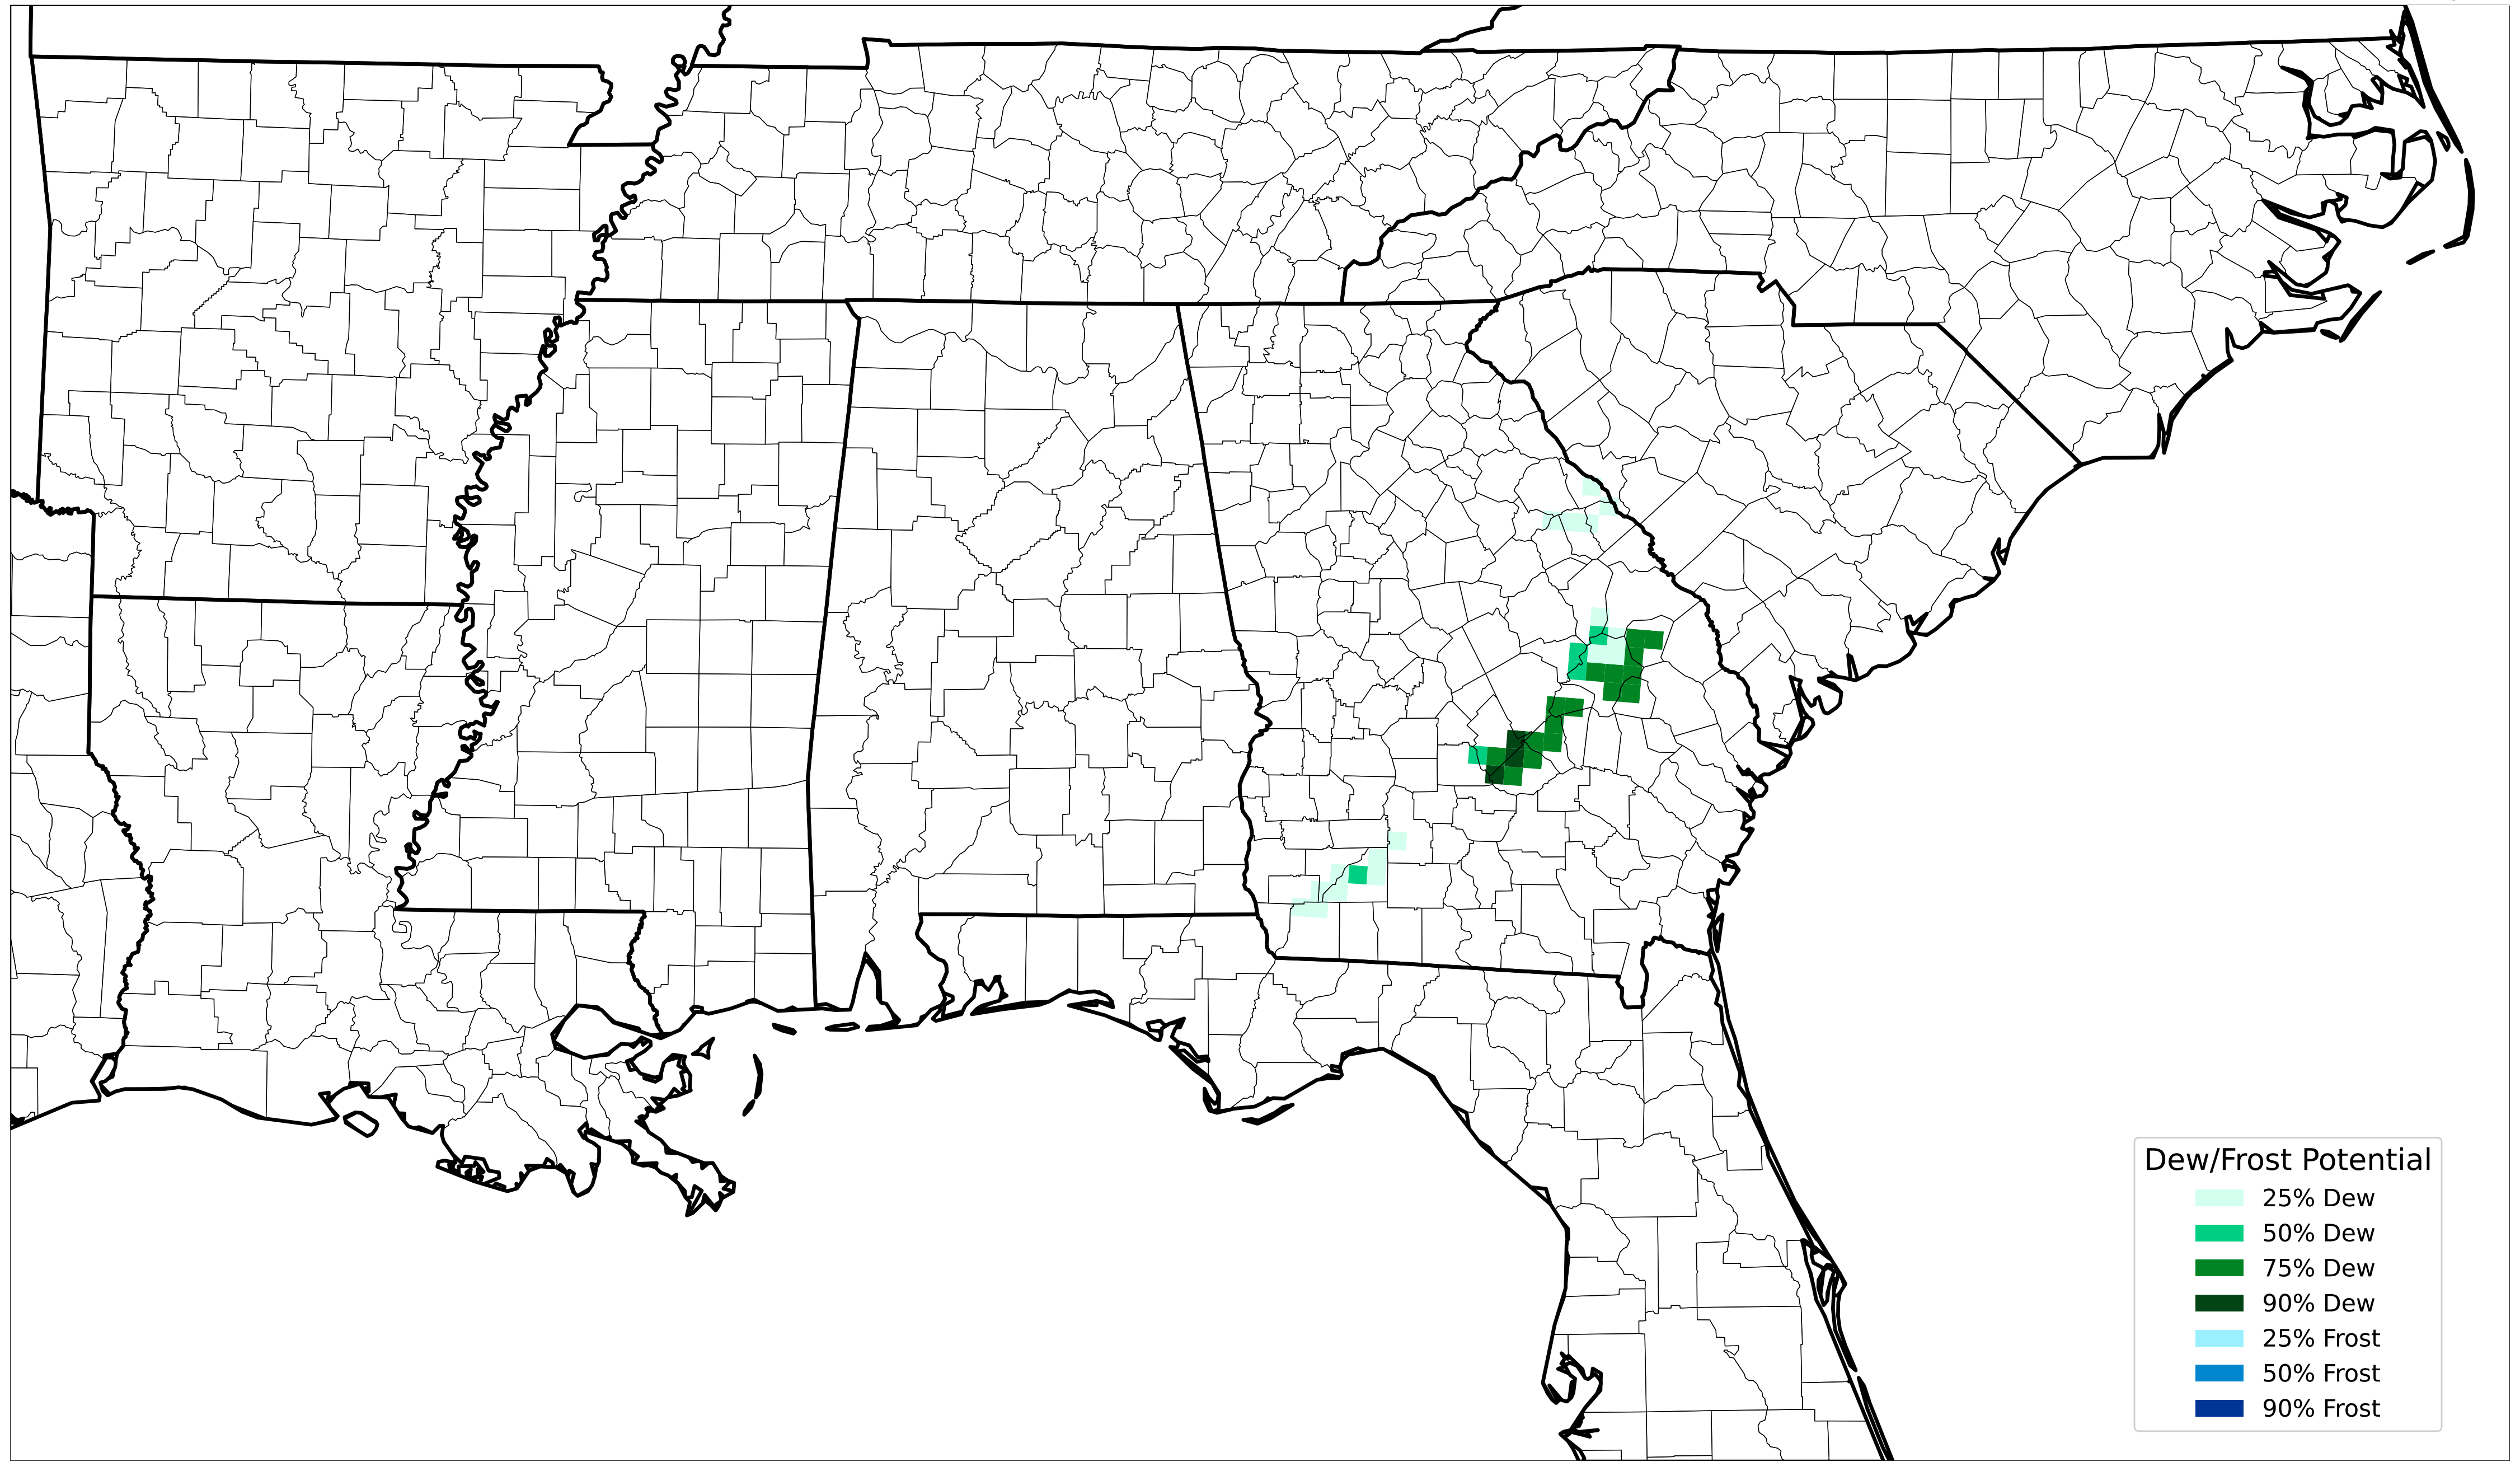 Dew/Frost Potential
25% Dew
50% Dew
75% Dew
90% Dew
25% Frost
50% Frost
90% Frost